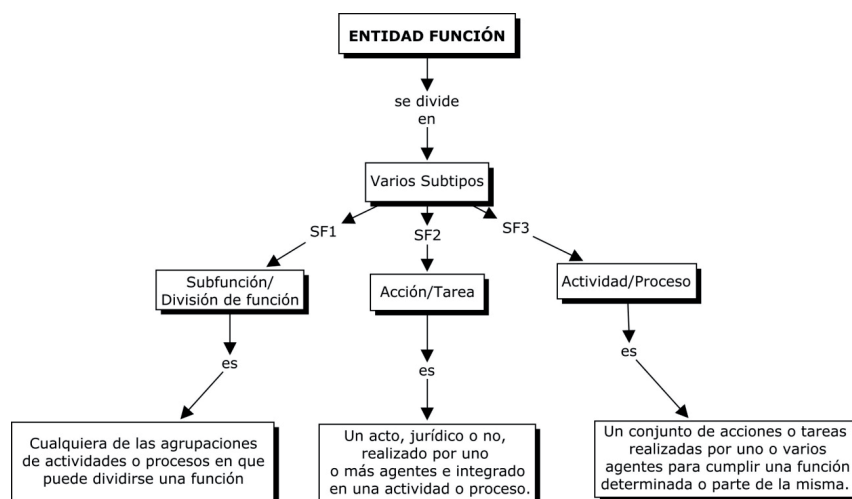 ENTIDAD FUNCIÓN
se divide
en
Varios Subtipos
SF1
SF2
SF3
Subfunción/
División de función
Acción/Tarea
Actividad/Proceso
es
es
es
Cualquiera de las agrupaciones
de actividades o procesos en que
puede dividirse una función
Un acto, jurídico o no,
realizado por uno
o más agentes e integrado
en una actividad o proceso.
Un conjunto de acciones o tareas
realizadas por uno o varios
agentes para cumplir una función
determinada o parte de la misma.